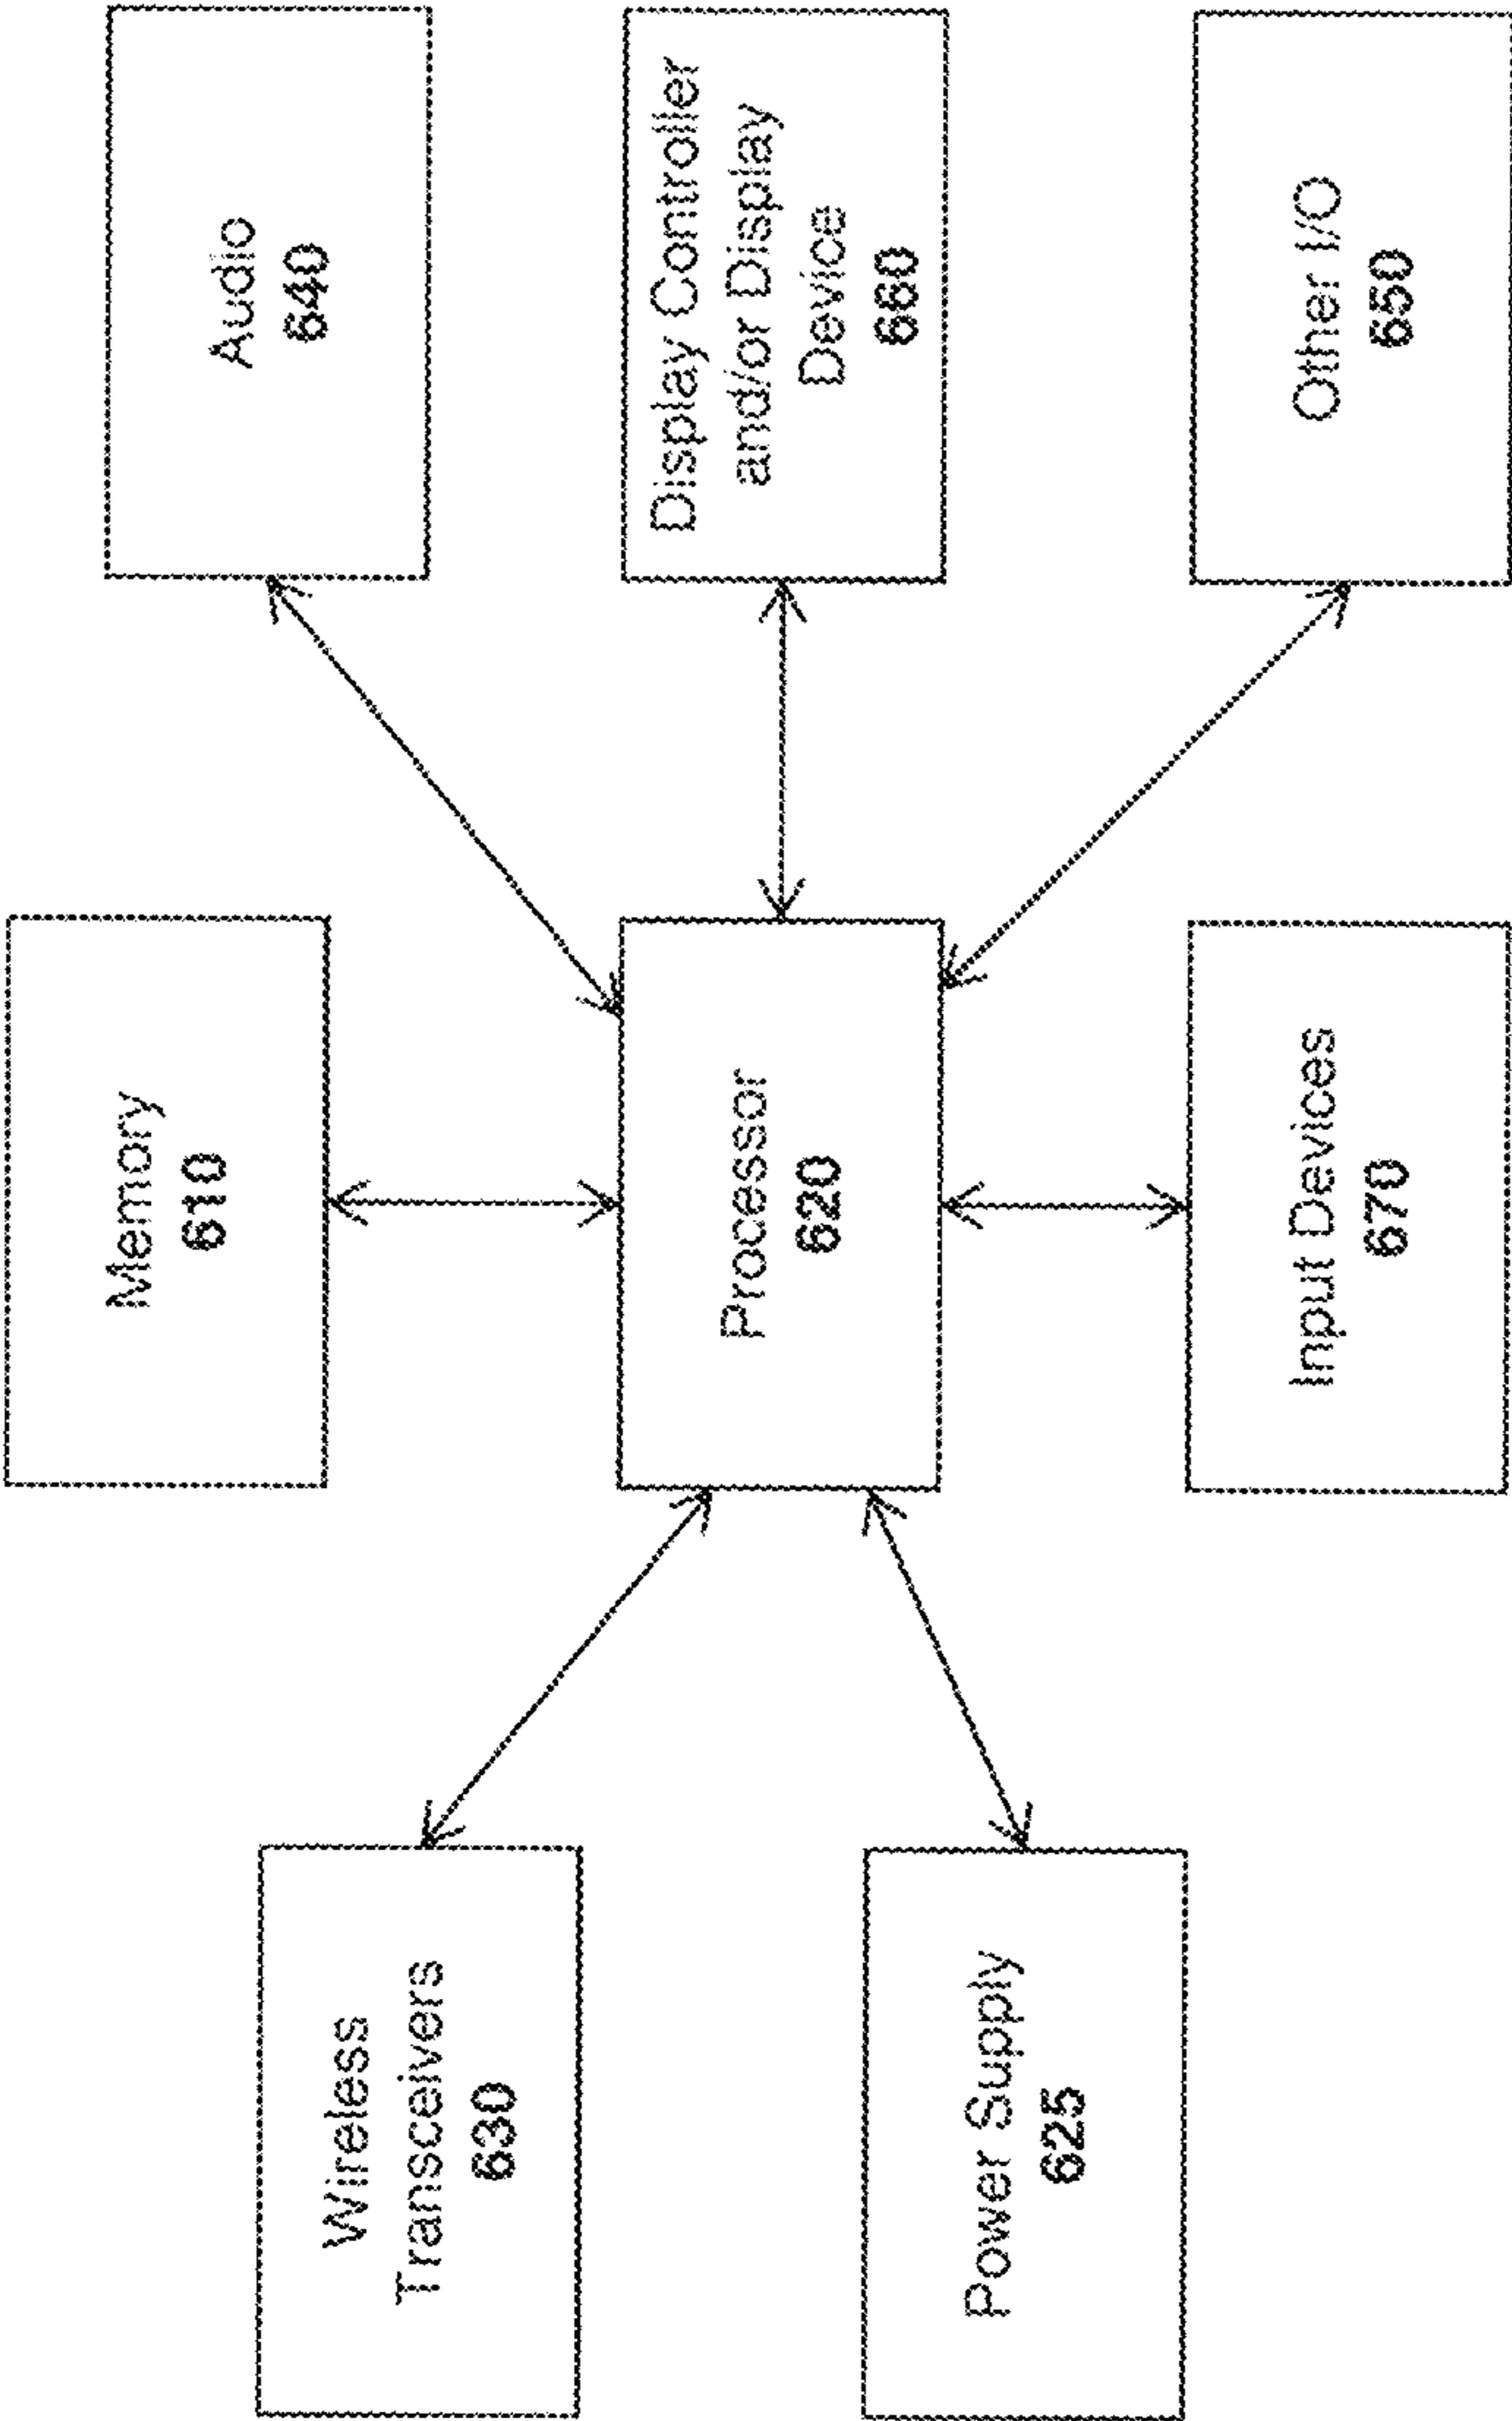 Memory
610
Wireless
Transceivers
630
Audio
640
Processor
620
Display Controller
and/or Display
Device
660
Power Supply
625
Input Devices
670
Other I/O
650